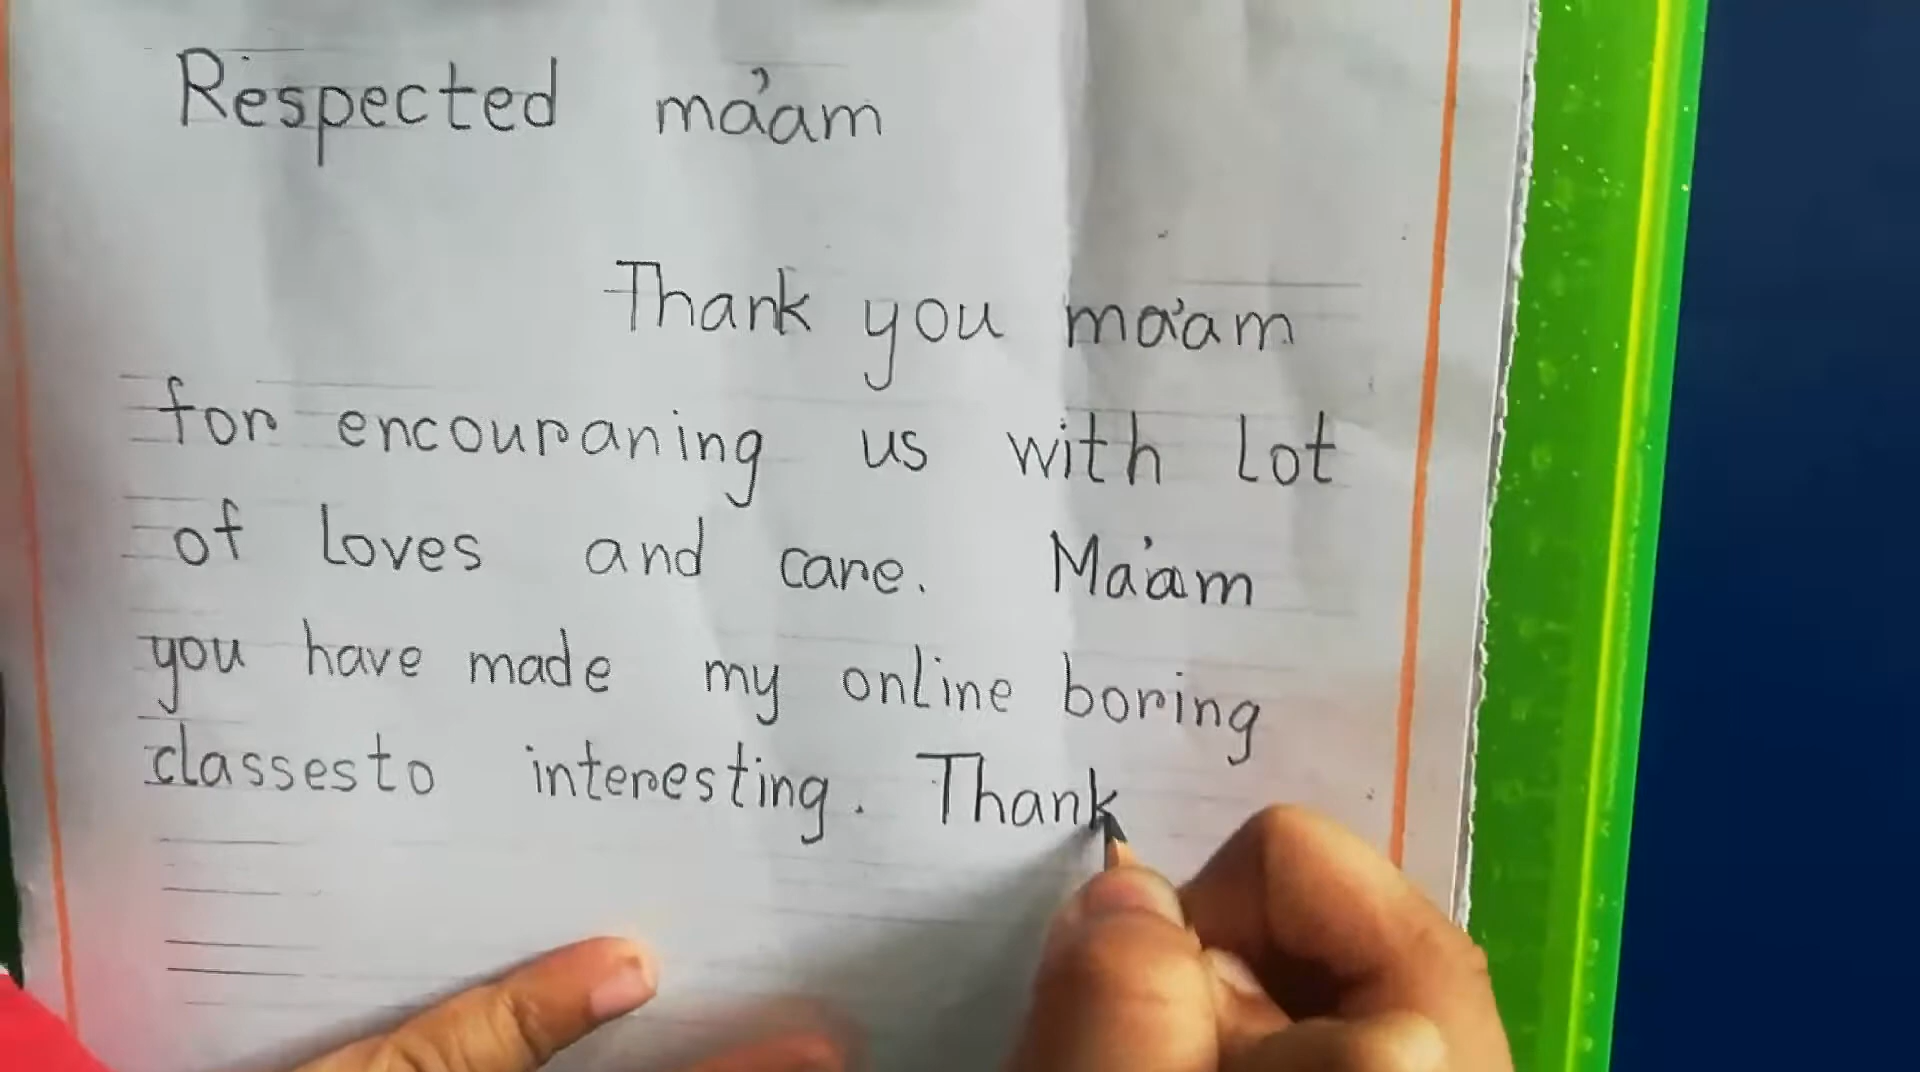 Respected ma'am
Thank you ma'am
for encouraning us with Lot
of Loves and care. Ma'am
you have made my online boring
classesto interesting. Thank